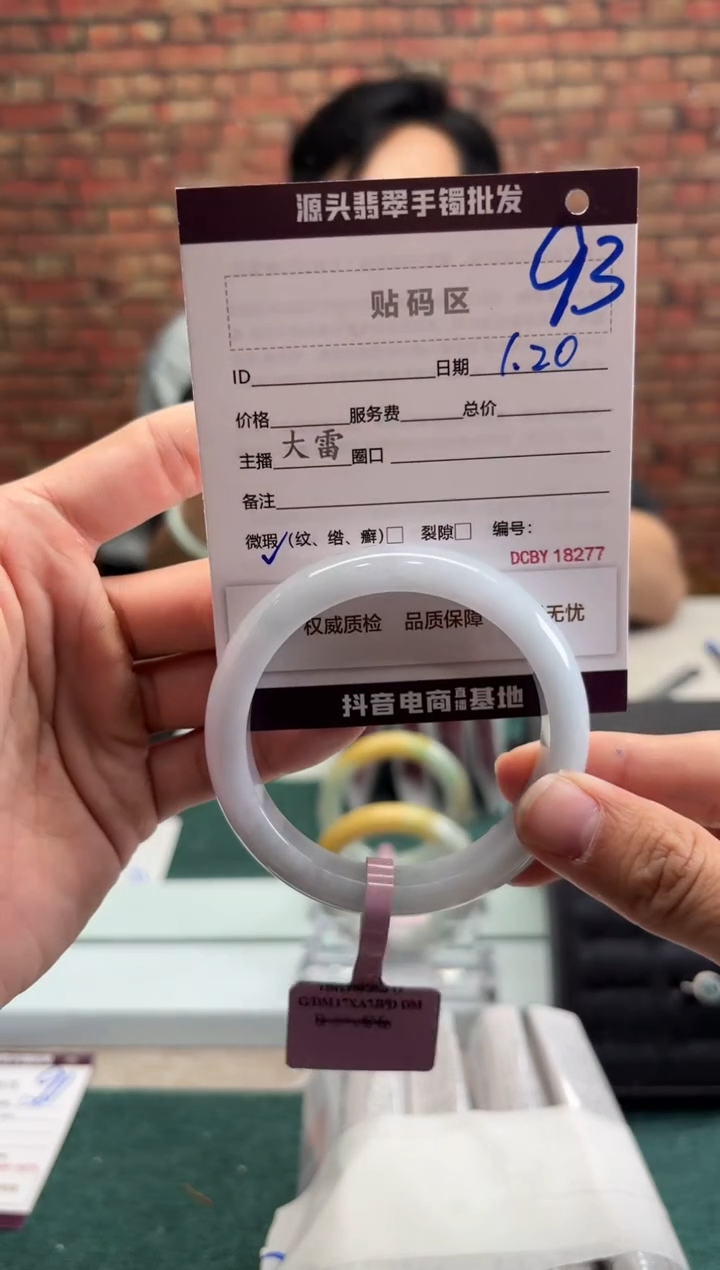 源头翡翠手镯批发
93
贴码区
ID 日期 1.20
价格 服务费 总价
主播 大雷 圈口
备注
微瑕✓(纹、绺、癣)□ 裂隙□ 编号:
DCBY 18277
权威质检 品质保障 无忧
抖音电商直播基地